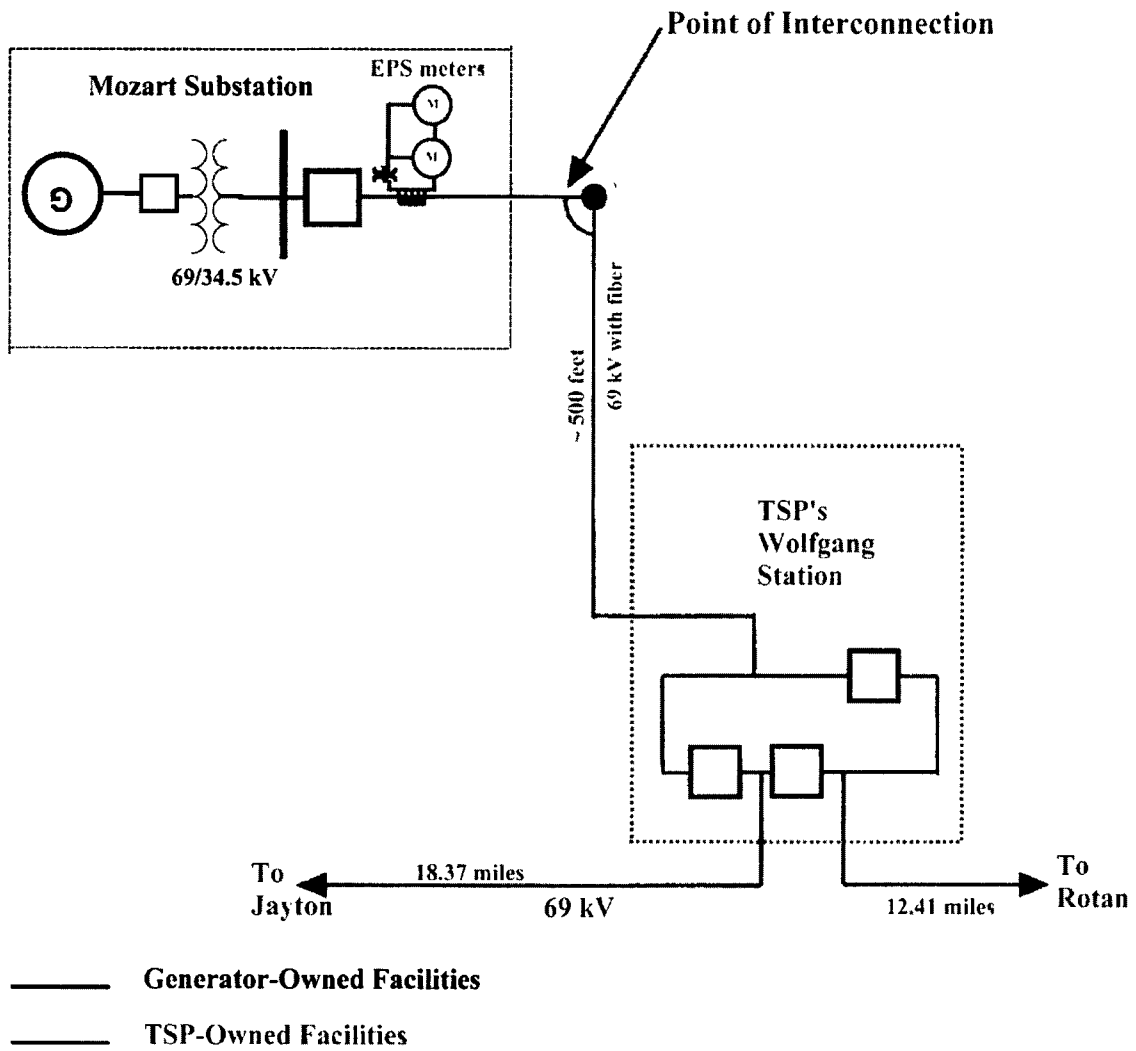 Point of Interconnection
Mozart Substation
EPS meters
M
M
G
69/34.5 kV
~ 500 feet
69 kV with fiber
TSP's
Wolfgang
Station
To
Jayton
18.37 miles
69 kV
12.41 miles
To
Rotan
Generator-Owned Facilities
TSP-Owned Facilities